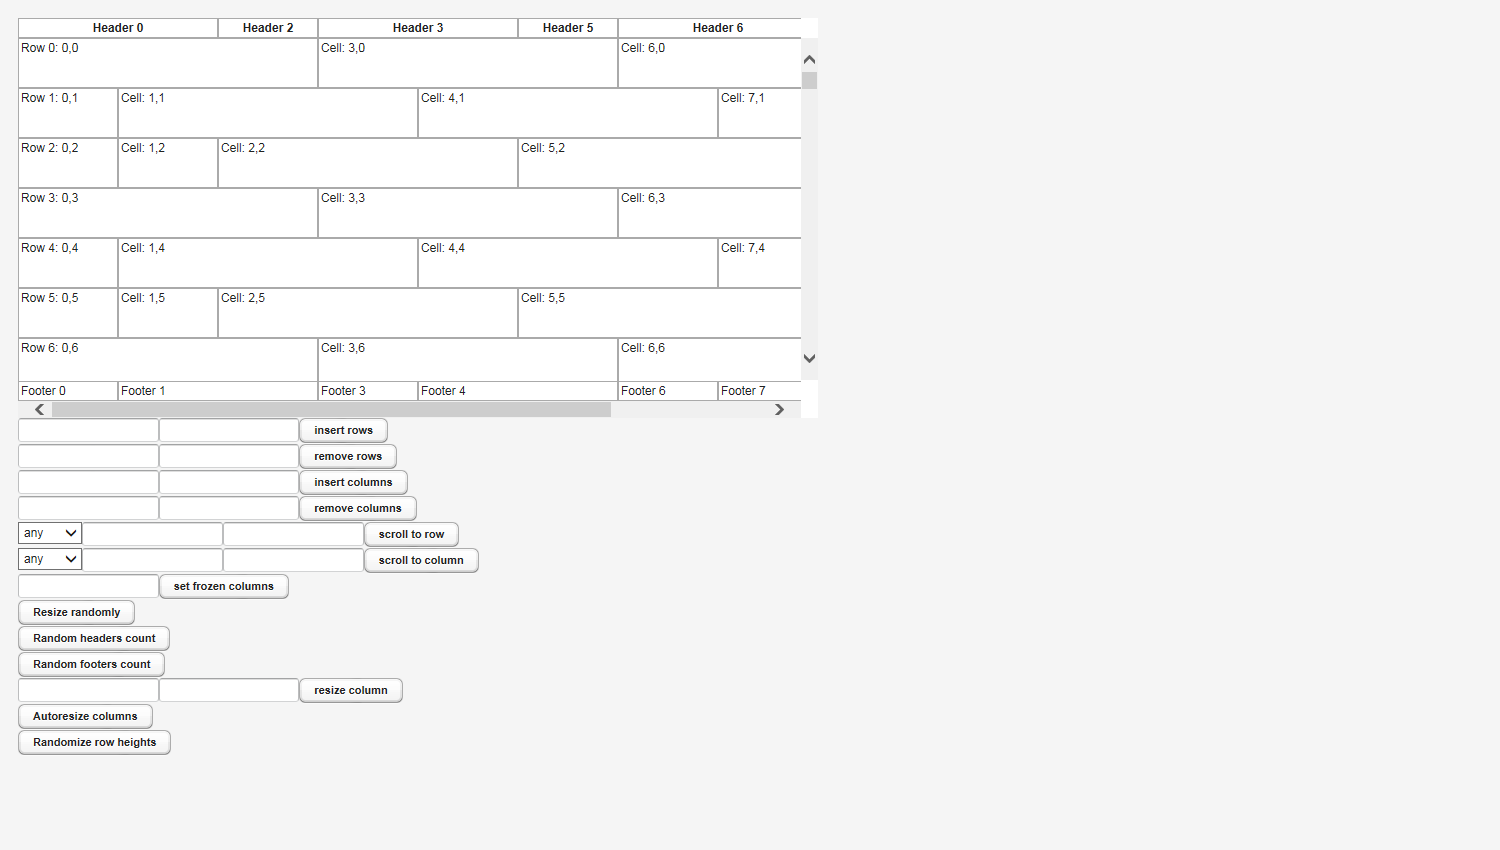 Header 0 Header 2 Header 3 Header 5 Header 6
Row 0: 0,0 Cell: 3,0 Cell: 6,0
Row 1: 0,1 Cell: 1,1 Cell: 4,1 Cell: 7,1
Row 2: 0,2 Cell: 1,2 Cell: 2,2 Cell: 5,2
Row 3: 0,3 Cell: 3,3 Cell: 6,3
Row 4: 0,4 Cell: 1,4 Cell: 4,4 Cell: 7,4
Row 5: 0,5 Cell: 1,5 Cell: 2,5 Cell: 5,5
Row 6: 0,6 Cell: 3,6 Cell: 6,6
Footer 0 Footer 1 Footer 3 Footer 4 Footer 6 Footer 7
insert rows
remove rows
insert columns
remove columns
any scroll to row
any scroll to column
set frozen columns
Resize randomly
Random headers count
Random footers count
resize column
Autoresize columns
Randomize row heights